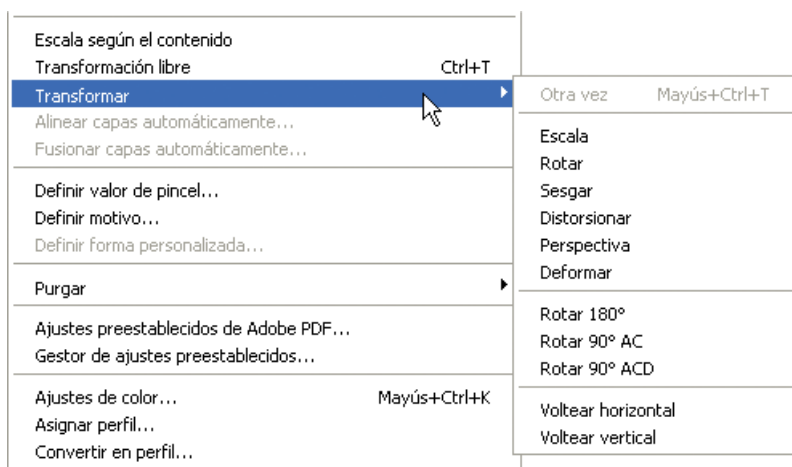 Escala según el contenido
Transformación libre Ctrl+T
Transformar
Alinear capas automáticamente...
Fusionar capas automáticamente...
Definir valor de pincel...
Definir motivo...
Definir forma personalizada...
Purgar
Ajustes preestablecidos de Adobe PDF...
Gestor de ajustes preestablecidos...
Ajustes de color... Mayús+Ctrl+K
Asignar perfil...
Convertir en perfil...
Otra vez Mayús+Ctrl+T
Escala
Rotar
Sesgar
Distorsionar
Perspectiva
Deformar
Rotar 180°
Rotar 90° AC
Rotar 90° ACD
Voltear horizontal
Voltear vertical